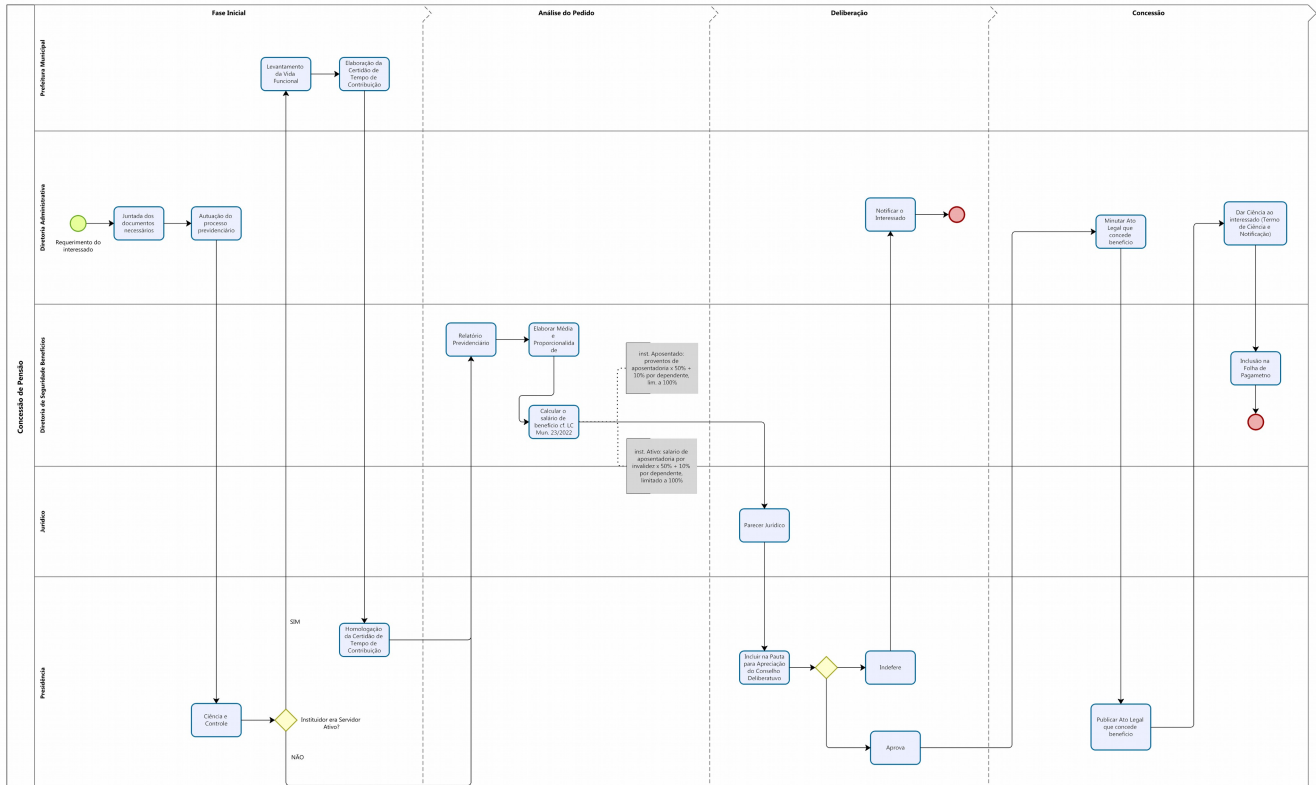 Fase Inicial
Análise do Pedido
Deliberação
Concessão
Concessão de Pensão
Prefeitura Municipal
Levantamento
da Vida
Funcional
Elaboração da
Certidão de
Tempo de
Contribuição
Diretoria Administrativa
Requerimento do
interessado
Juntada dos
documentos
necessários
Autuação do
processo
previdenciário
Notificar o
Interessado
Minutar Ato
Legal que
concede
benefício
Dar Ciência ao
interessado (Termo
de Ciência e
Notificação)
Diretoria de Seguridade Benefícios
Relatório
Previdenciário
Elaborar Média
e
Proporcionalida
de
inst. Aposentado:
proventos de
aposentadoria x 50% +
10% por dependente,
lim. a 100%
Calcular o
salário de
benefício cf. LC
Mun. 23/2022
inst. Ativo: salário de
aposentadoria por
invalidez x 50% + 10%
por dependente,
limitado a 100%
Inclusão na
Folha de
Pagametno
Jurídico
Parecer Jurídico
Presidência
SIM
Homologação
da Certidão de
Tempo de
Contribuição
Ciência e
Controle
Instituidor era Servidor
Ativo?
NÃO
Incluir na Pauta
para Apreciação
do Conselho
Deliberatuvo
Indefere
Aprova
Publicar Ato Legal
que concede
benefício